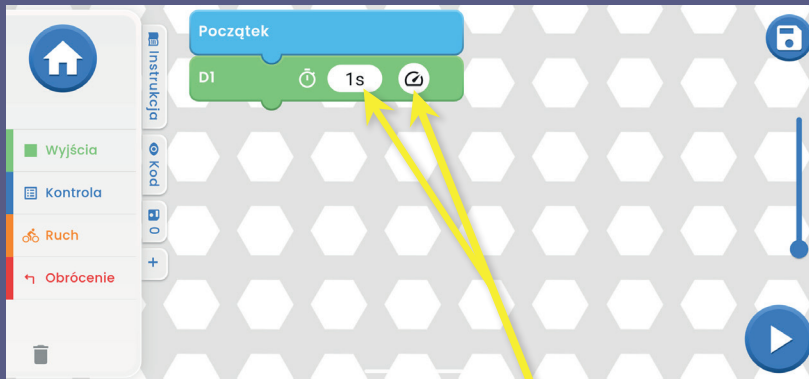 Początek
D1
1s
Instrukcja
Kod
0
+
Wyjścia
Kontrola
Ruch
Obrócenie